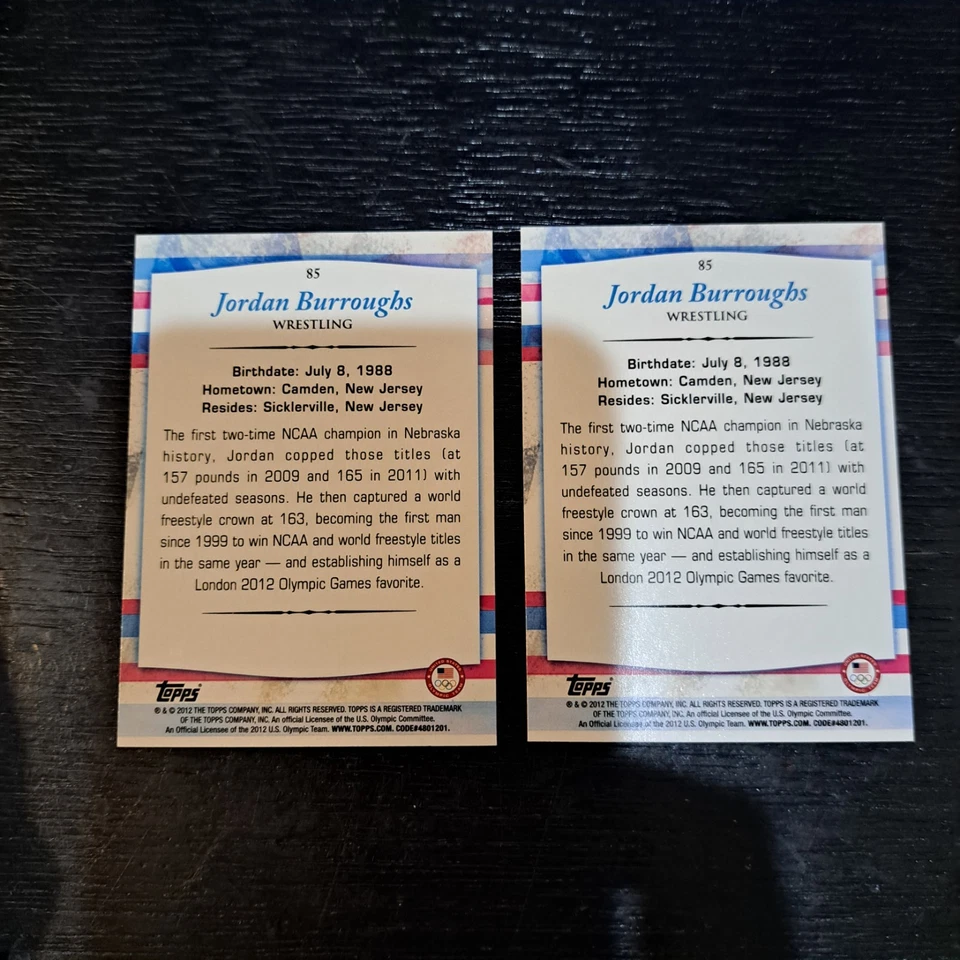 85
Jordan Burroughs
WRESTLING
Birthdate: July 8, 1988
Hometown: Camden, New Jersey
Resides: Sicklerville, New Jersey
The first two-time NCAA champion in Nebraska
history, Jordan copped those titles (at
157 pounds in 2009 and 165 in 2011) with
undefeated seasons. He then captured a world
freestyle crown at 163, becoming the first man
since 1999 to win NCAA and world freestyle titles
in the same year — and establishing himself as a
London 2012 Olympic Games favorite.
Topps®
® & © 2012 THE TOPPS COMPANY, INC. ALL RIGHTS RESERVED. TOPPS IS A REGISTERED TRADEMARK
OF THE TOPPS COMPANY, INC. An official Licensee of the U.S. Olympic Committee.
An Official Licensee of the 2012 U.S. Olympic Team. WWW.TOPPS.COM. CODE#4801201.
85
Jordan Burroughs
WRESTLING
Birthdate: July 8, 1988
Hometown: Camden, New Jersey
Resides: Sicklerville, New Jersey
The first two-time NCAA champion in Nebraska
history, Jordan copped those titles (at
157 pounds in 2009 and 165 in 2011) with
undefeated seasons. He then captured a world
freestyle crown at 163, becoming the first man
since 1999 to win NCAA and world freestyle titles
in the same year — and establishing himself as a
London 2012 Olympic Games favorite.
Topps®
® & © 2012 THE TOPPS COMPANY, INC. ALL RIGHTS RESERVED. TOPPS IS A REGISTERED TRADEMARK
OF THE TOPPS COMPANY, INC. An official Licensee of the U.S. Olympic Committee.
An Official Licensee of the 2012 U.S. Olympic Team. WWW.TOPPS.COM. CODE#4801201.